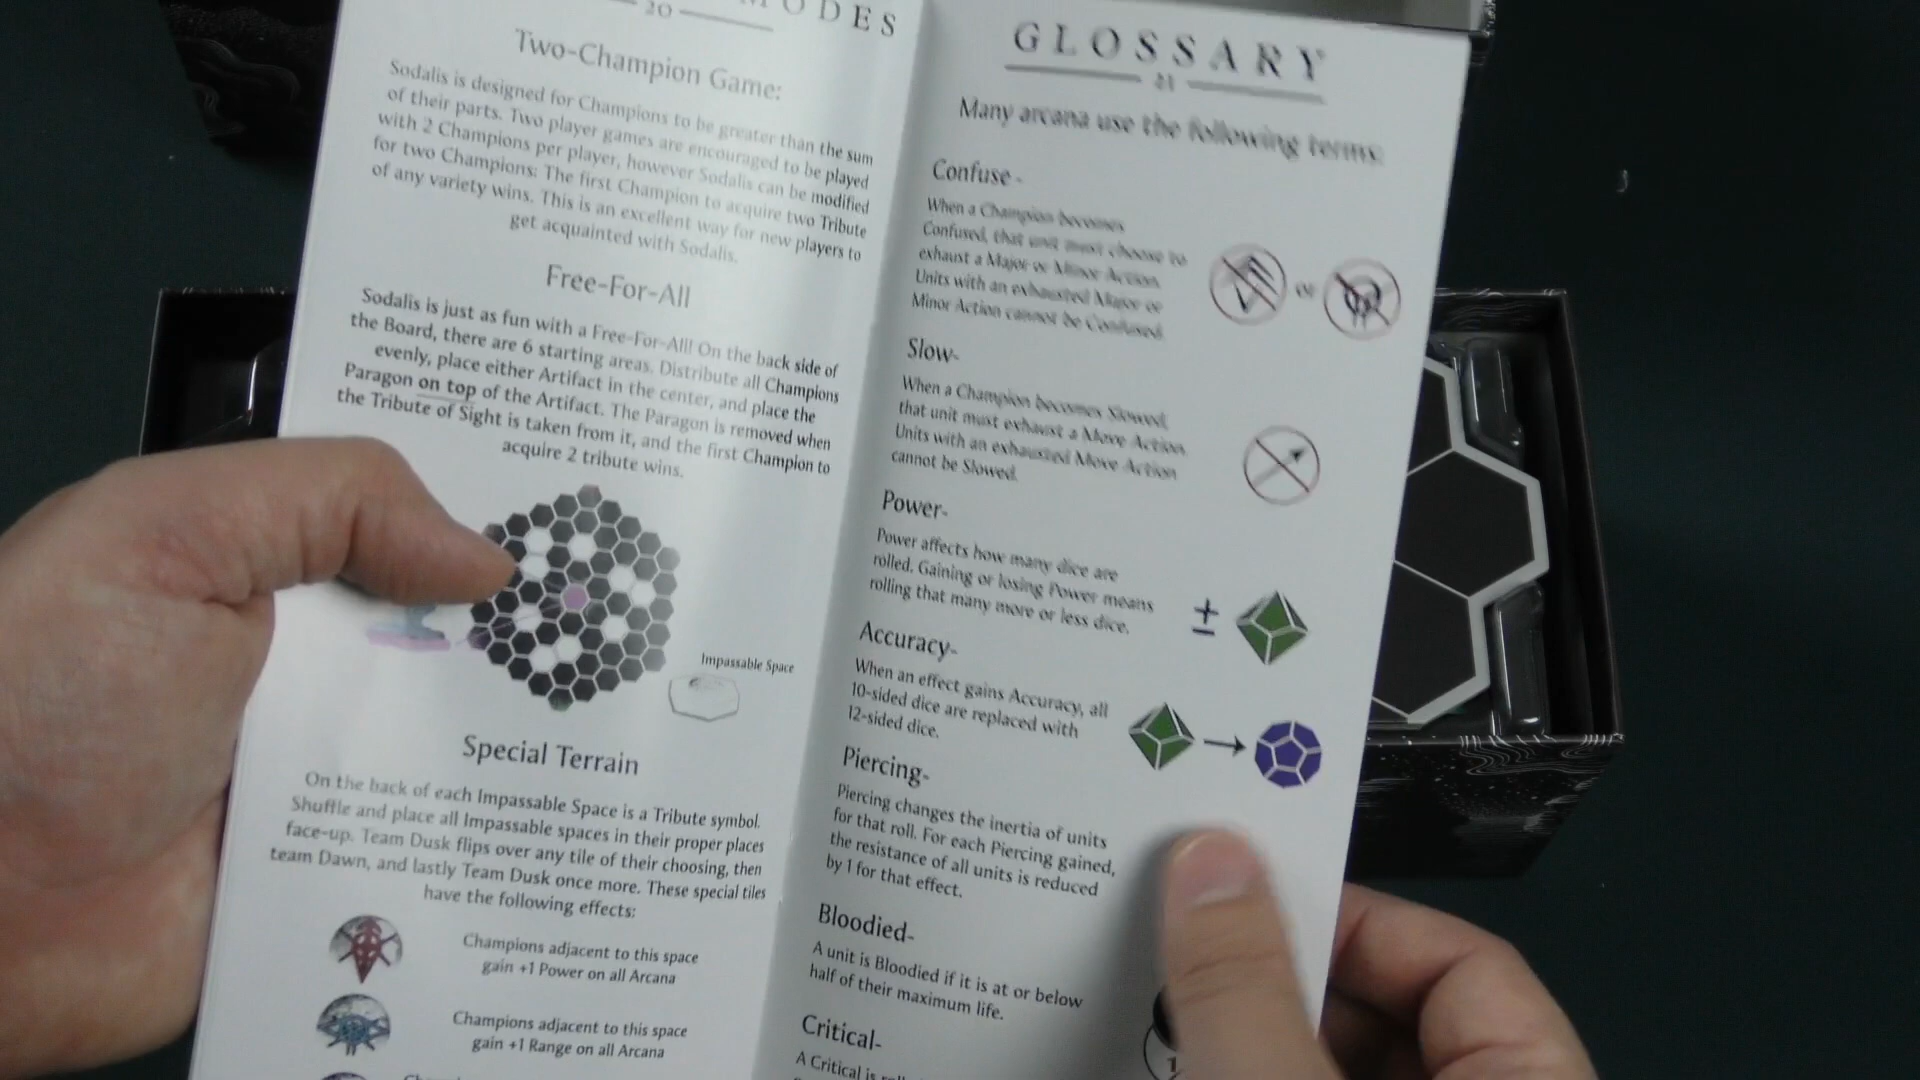 MODES
20
Two-Champion Game:
Sodalis is designed for Champions to be greater than the sum
of their parts. Two player games are encouraged to be played
with 2 Champions per player, however Sodalis can be modified
for two Champions: The first Champion to acquire two Tribute
of any variety wins. This is an excellent way for new players to
get acquainted with Sodalis.
Free-For-All
Sodalis is just as fun with a Free-For-All! On the back side of
the Board, there are 6 starting areas. Distribute all Champions
evenly, place either Artifact in the center, and place the
Paragon on top of the Artifact. The Paragon is removed when
the Tribute of Sight is taken from it, and the first Champion to
acquire 2 tribute wins.
Impassable Space
Special Terrain
On the back of each Impassable Space is a Tribute symbol.
Shuffle and place all Impassable spaces in their proper places
face-up. Team Dusk flips over any tile of their choosing, then
team Dawn, and lastly Team Dusk once more. These special tiles
have the following effects:
Champions adjacent to this space
gain +1 Power on all Arcana
Champions adjacent to this space
gain +1 Range on all Arcana
GLOSSARY
21
Many arcana use the following terms:
Confuse -
When a Champion becomes
Confused, that unit must choose to
exhaust a Major or Minor Action.
Units with an exhausted Major or
Minor Action cannot be Confused.
or
Slow-
When a Champion becomes Slowed,
that unit must exhaust a Move Action.
Units with an exhausted Move Action
cannot be Slowed.
Power-
Power affects how many dice are
rolled. Gaining or losing Power means
rolling that many more or less dice.
±
Accuracy-
When an effect gains Accuracy, all
10-sided dice are replaced with
12-sided dice.
Piercing-
Piercing changes the inertia of units
for that roll. For each Piercing gained,
the resistance of all units is reduced
by 1 for that effect.
Bloodied-
A unit is Bloodied if it is at or below
half of their maximum life.
Critical-
A Critical is